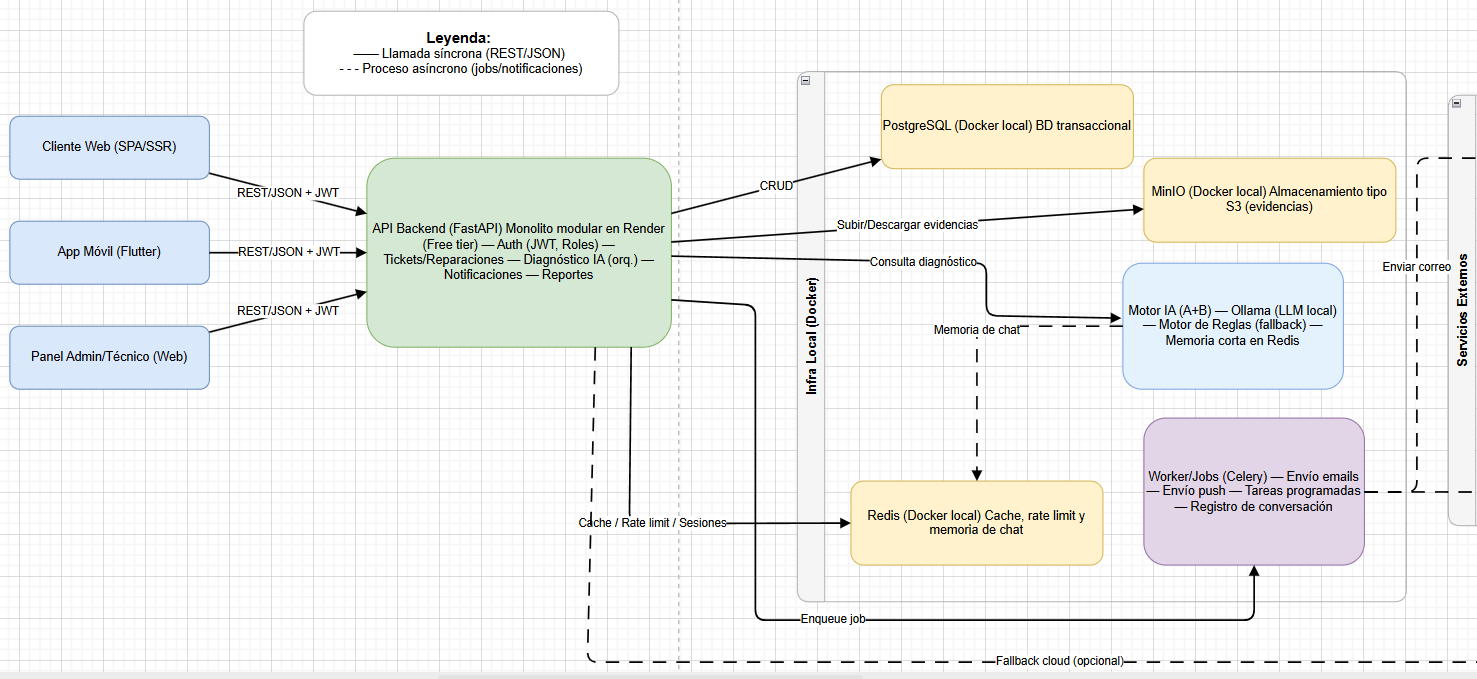 Leyenda:
—— Llamada síncrona (REST/JSON)
- - - Proceso asíncrono (jobs/notificaciones)
Cliente Web (SPA/SSR)
App Móvil (Flutter)
Panel Admin/Técnico (Web)
REST/JSON + JWT
REST/JSON + JWT
REST/JSON + JWT
API Backend (FastAPI) Monolito modular en Render
(Free tier) — Auth (JWT, Roles) —
Tickets/Reparaciones — Diagnóstico IA (orq.) —
Notificaciones — Reportes
CRUD
Subir/Descargar evidencias
Consulta diagnóstico
Memoria de chat
Cache / Rate limit / Sesiones
Enqueue job
Fallback cloud (opcional)
Infra Local (Docker)
PostgreSQL (Docker local) BD transaccional
MinIO (Docker local) Almacenamiento tipo
S3 (evidencias)
Motor IA (A+B) — Ollama (LLM local)
— Motor de Reglas (fallback) —
Memoria corta en Redis
Redis (Docker local) Cache, rate limit y
memoria de chat
Worker/Jobs (Celery) — Envío emails
— Envío push — Tareas programadas
— Registro de conversación
Enviar correo
Servicios Externos